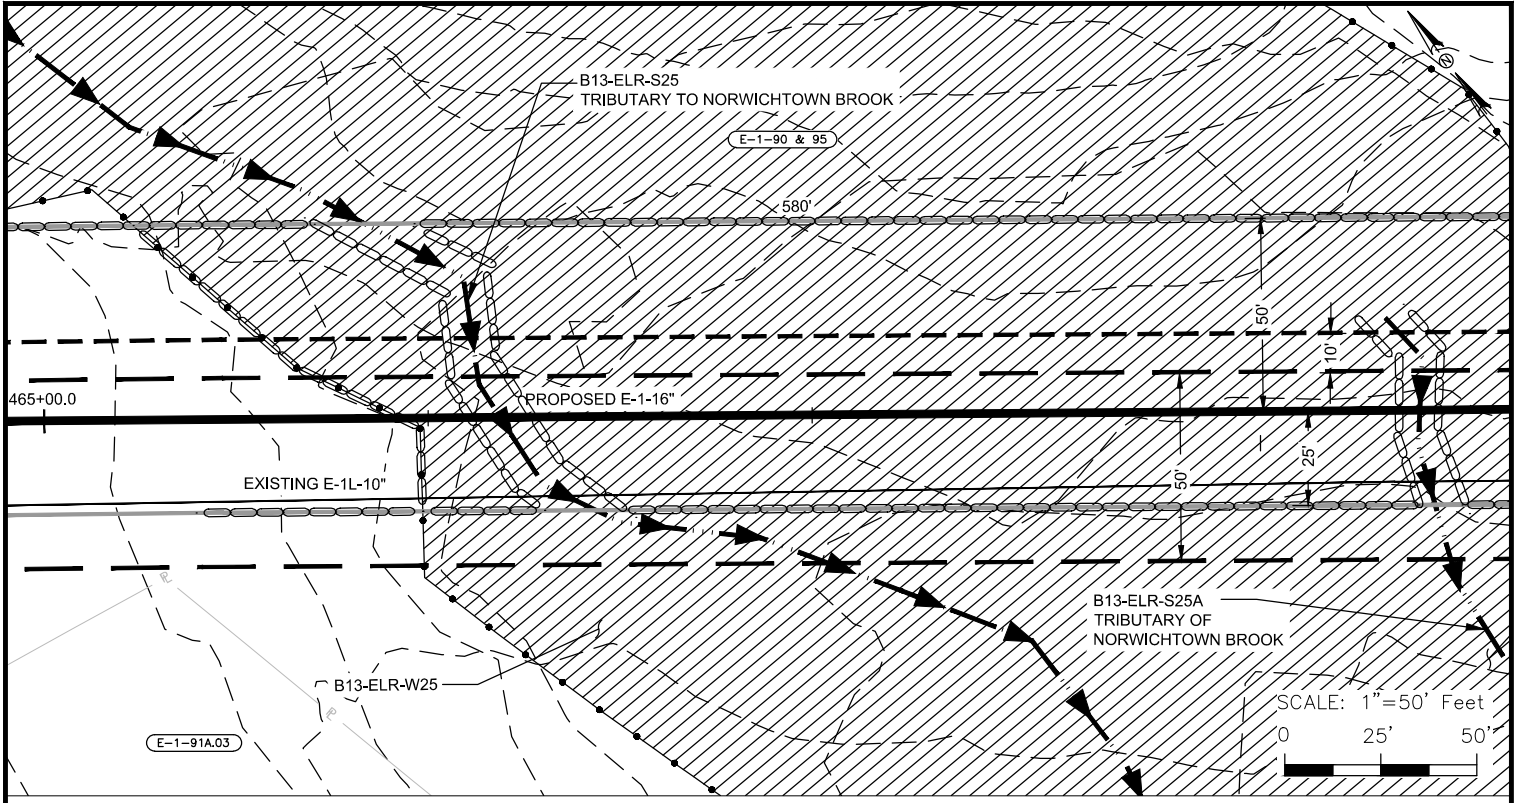 B13-ELR-S25
TRIBUTARY TO NORWICHTOWN BROOK
N
E-1-90 & 95
580'
50'
10'
465+00.0
PROPOSED E-1-16"
25'
EXISTING E-1L-10"
50'
PL
B13-ELR-S25A
TRIBUTARY OF
NORWICHTOWN BROOK
B13-ELR-W25
PL
SCALE: 1"=50' Feet
0 25' 50'
E-1-91A.03